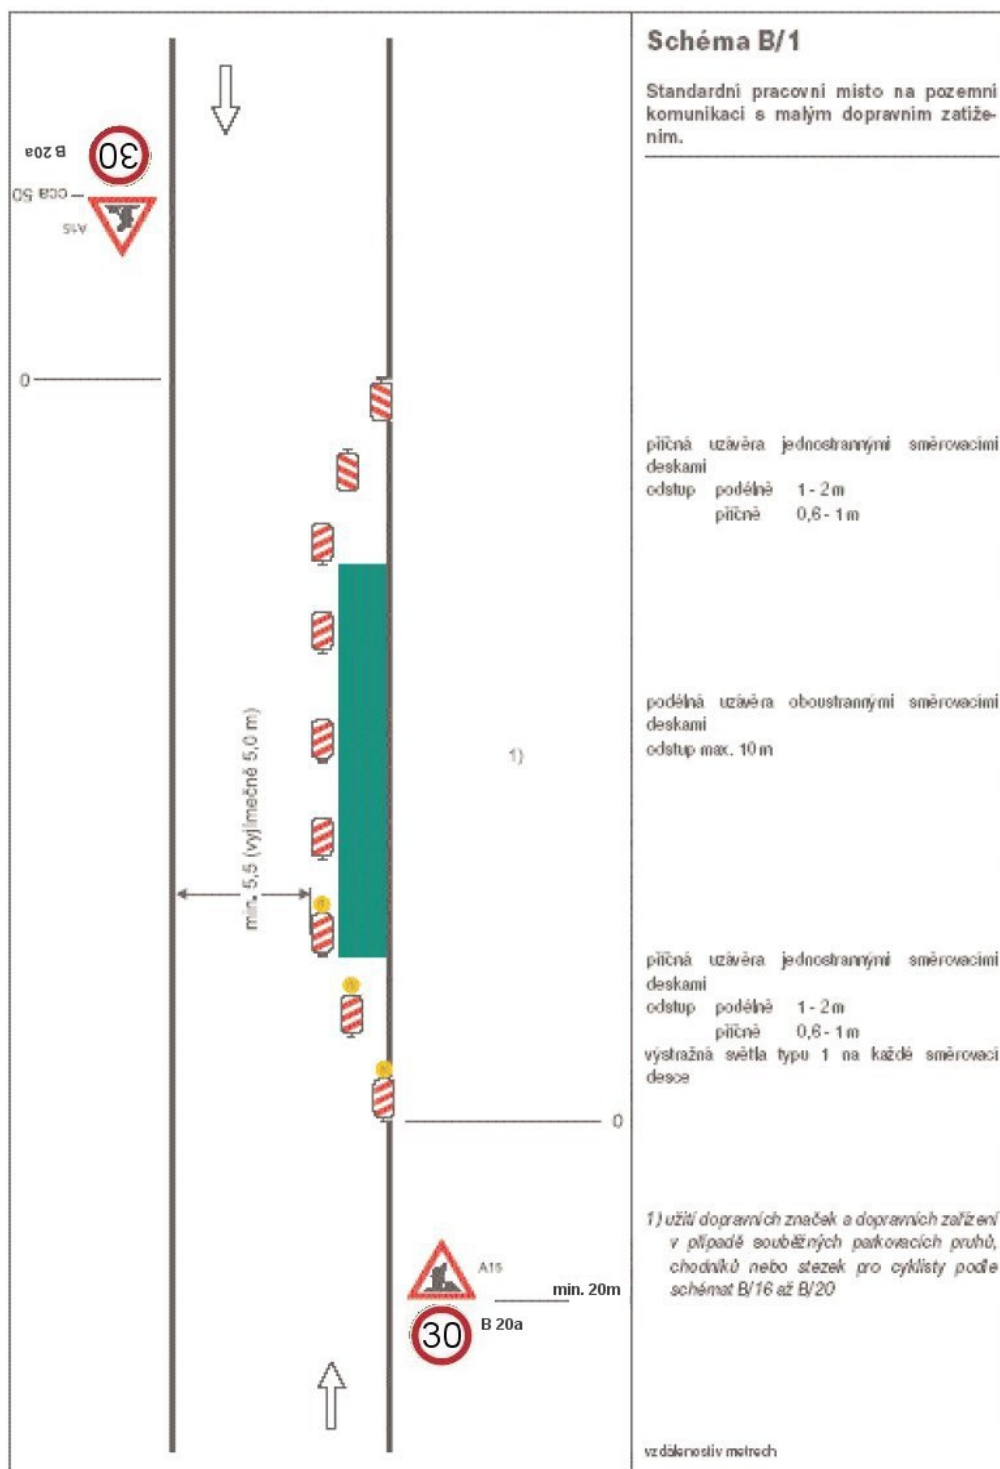 Schéma B/1
Standardní pracovní místo na pozemní
komunikaci s malým dopravním zatíže-
ním.
B 20a
30
cca 50
A15
0
příčná uzávěra jednostrannými směrovacími
deskami
odstup podélně 1 - 2 m
příčně 0,6 - 1 m
podélná uzávěra oboustrannými směrovacími
deskami
odstup max. 10 m
min. 5,5 (vyjímečně 5,0 m)
1)
příčná uzávěra jednostrannými směrovacími
deskami
odstup podélně 1 - 2 m
příčně 0,6 - 1 m
výstražná světla typu 1 na každé směrovací
desce
0
1) užití dopravních značek a dopravních zařízení
v případě souběžných parkovacích pruhů,
chodníků nebo stezek pro cyklisty podle
schémat B/16 až B/20
A15
min. 20m
30
B 20a
vzdálenosti v metrech